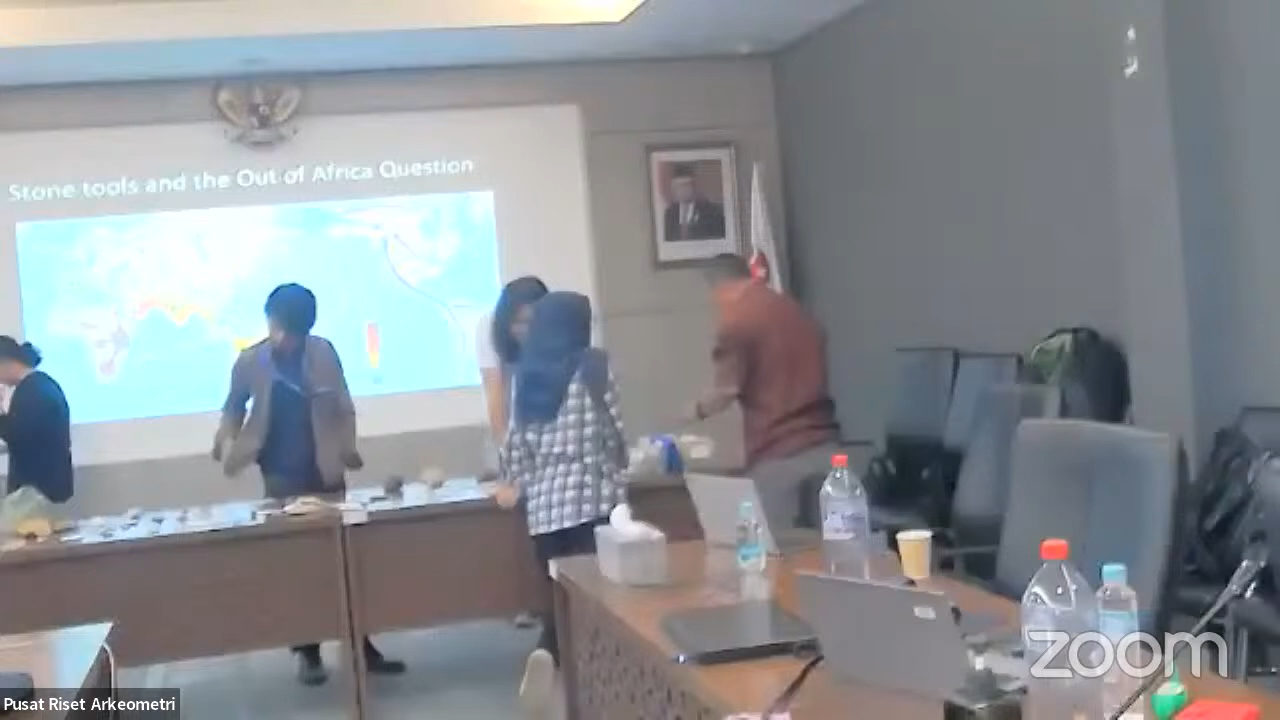 Stone tools and the Out of Africa Question
zoom
Pusat Riset Arkeometri